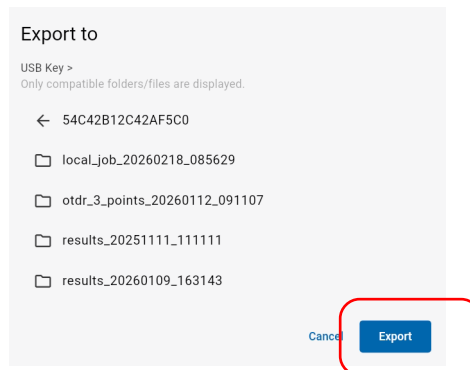 Export to
USB Key >
Only compatible folders/files are displayed.
54C42B12C42AF5C0
local_job_20260218_085629
otdr_3_points_20260112_091107
results_20251111_111111
results_20260109_163143
Cancel Export